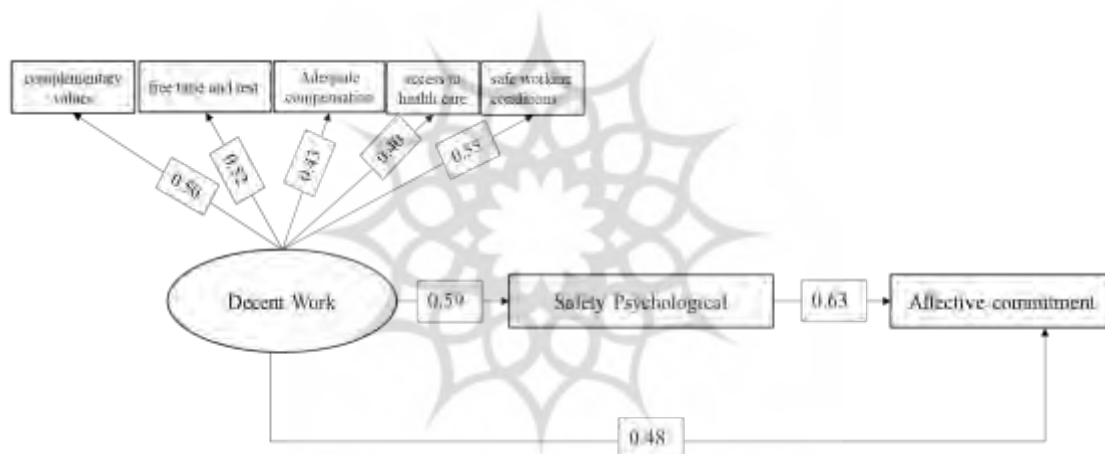 complementary
values
free time and rest
Adequate
compensation
access to
health care
safe working
conditions
0.50
0.52
0.43
0.40
0.55
Decent Work
0.59
Safety Psychological
0.63
Affective commitment
0.48